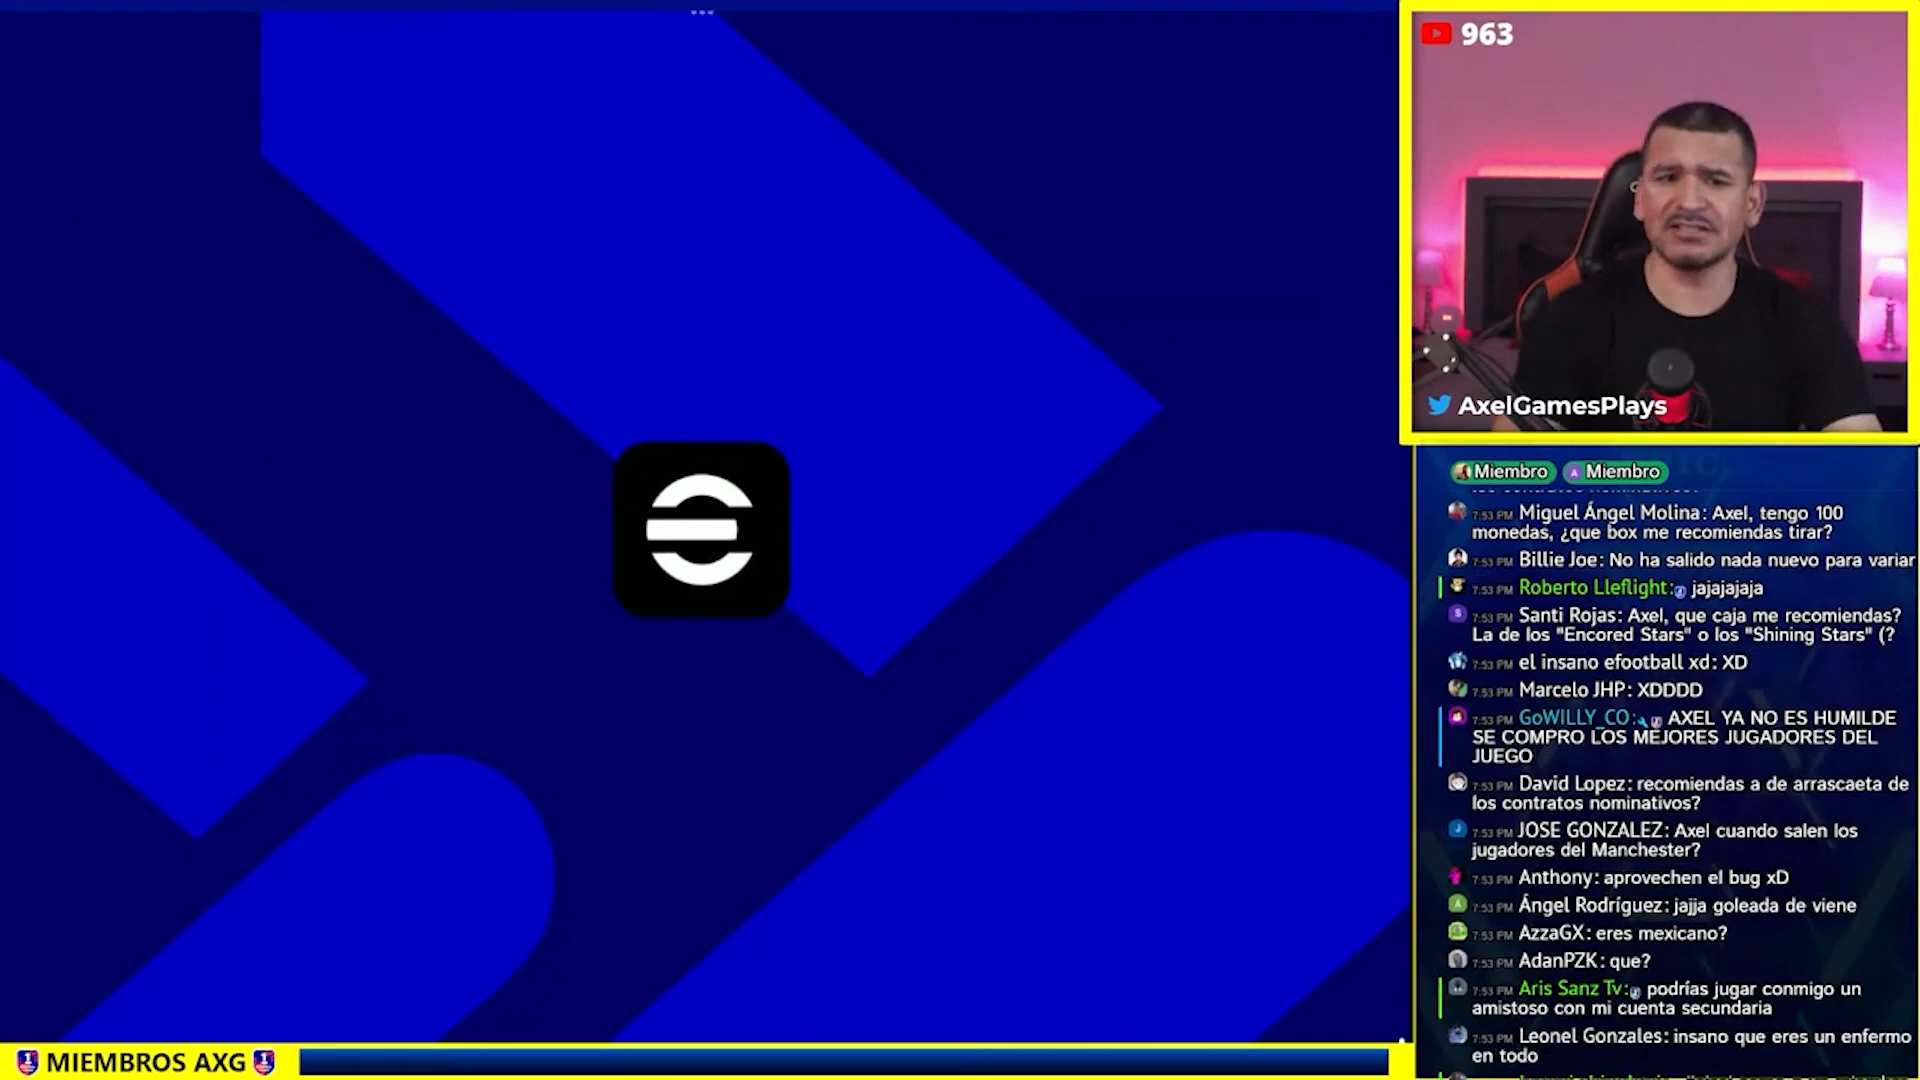 963
AxelGamesPlays
Miembro Miembro
7:53 PM Miguel Ángel Molina: Axel, tengo 100
monedas, ¿que box me recomiendas tirar?
7:53 PM Billie Joe: No ha salido nada nuevo para variar
7:53 PM Roberto Lleflight: jajajajaja
7:53 PM Santi Rojas: Axel, que caja me recomiendas?
La de los "Encored Stars" o los "Shining Stars" (?
7:53 PM el insano efootball xd: XD
7:53 PM Marcelo JHP: XDDDD
7:53 PM GoWILLY_CO: AXEL YA NO ES HUMILDE
SE COMPRO LOS MEJORES JUGADORES DEL
JUEGO
7:53 PM David Lopez: recomiendas a de arrascaeta de
los contratos nominativos?
7:53 PM JOSE GONZALEZ: Axel cuando salen los
jugadores del Manchester?
7:53 PM Anthony: aprovechen el bug xD
7:53 PM Ángel Rodríguez: jajja goleada de viene
7:53 PM AzzaGX: eres mexicano?
7:53 PM AdanPZK: que?
7:53 PM Aris Sanz Tv: podrías jugar conmigo un
amistoso con mi cuenta secundaria
7:53 PM Leonel Gonzales: insano que eres un enfermo
en todo
MIEMBROS AXG